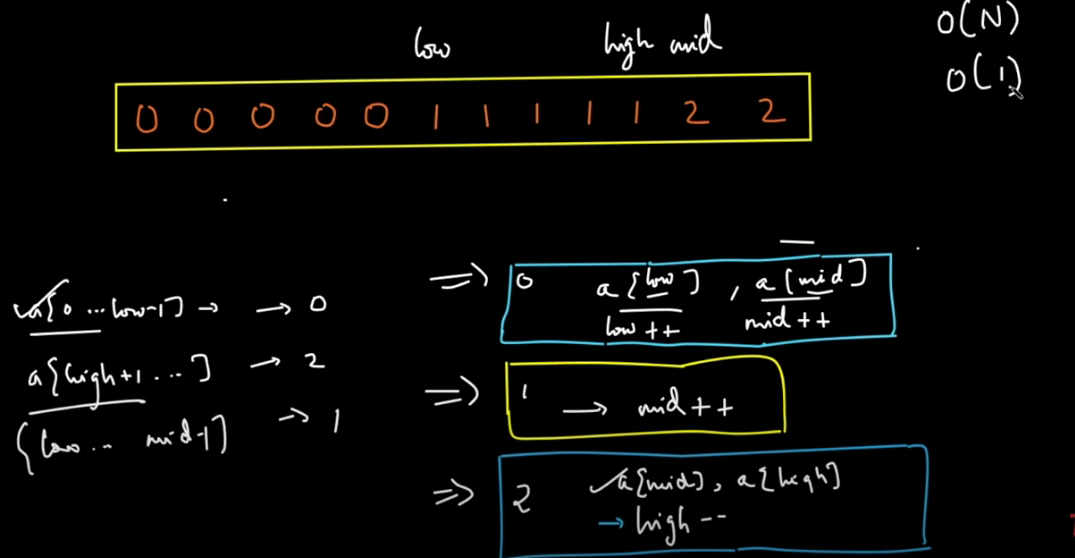 low high mid O(N)
O(1)
0 0 0 0 0 1 1 1 1 1 2 2
a[0 ... low-1] → → 0
a[high+1 ...] → 2
[low ... mid-1] → 1
⇒ 0 a[low] , a[mid]
low++ mid++
⇒ 1 → mid++
⇒ 2 a[mid], a[high]
→ high--